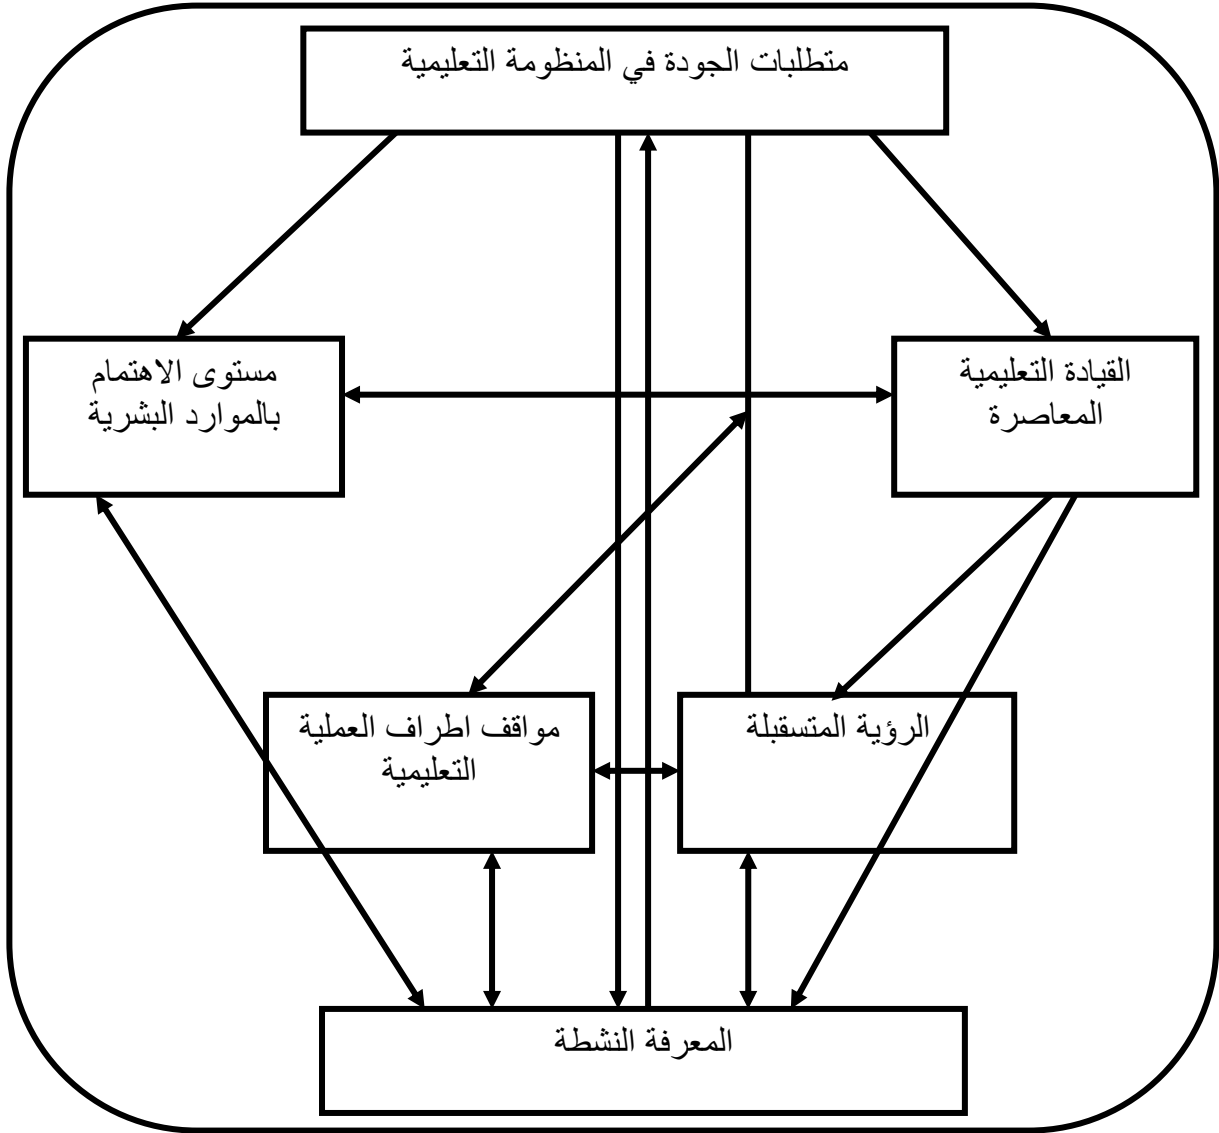 متطلبات الجودة في المنظومة التعليمية
القيادة التعليمية
المعاصرة
مستوى الاهتمام
بالموارد البشرية
الرؤية المتسقبلة
مواقف اطراف العملية
التعليمية
المعرفة النشطة